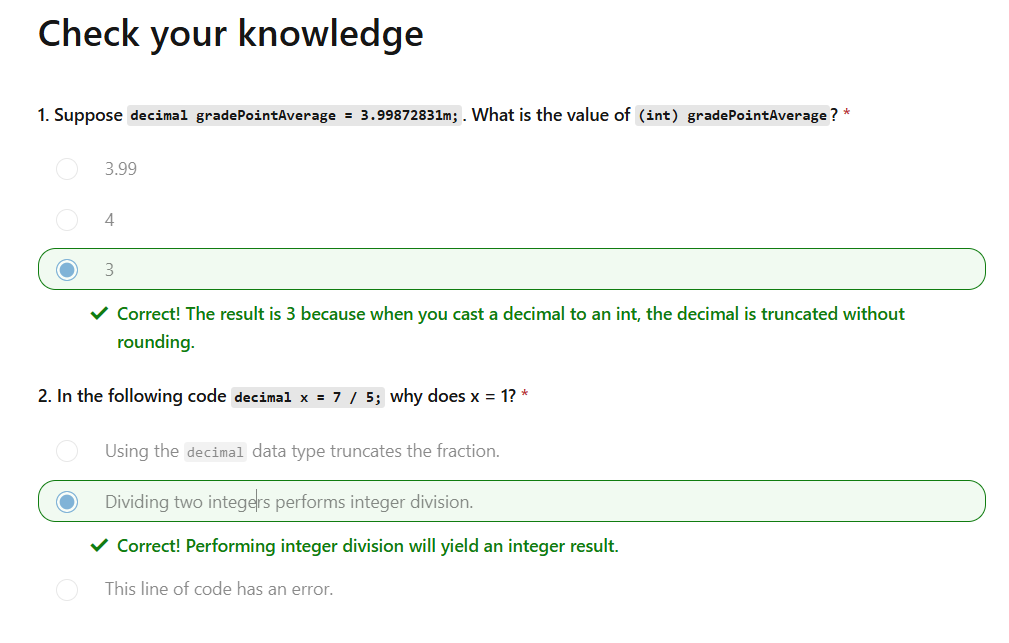 Check your knowledge
1. Suppose decimal gradePointAverage = 3.99872831m; . What is the value of (int) gradePointAverage? *
3.99
4
3
Correct! The result is 3 because when you cast a decimal to an int, the decimal is truncated without
rounding.
2. In the following code decimal x = 7 / 5; why does x = 1? *
Using the decimal data type truncates the fraction.
Dividing two integers performs integer division.
Correct! Performing integer division will yield an integer result.
This line of code has an error.